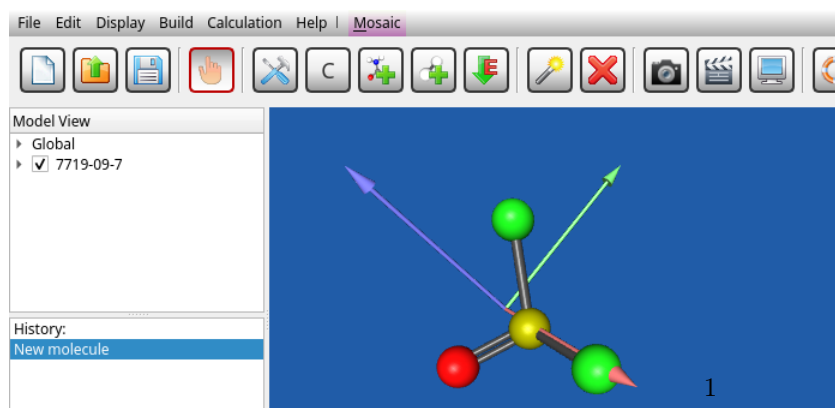 File Edit Display Build Calculation Help | Mosaic
C E
Model View
Global
7719-09-7
History:
New molecule
1